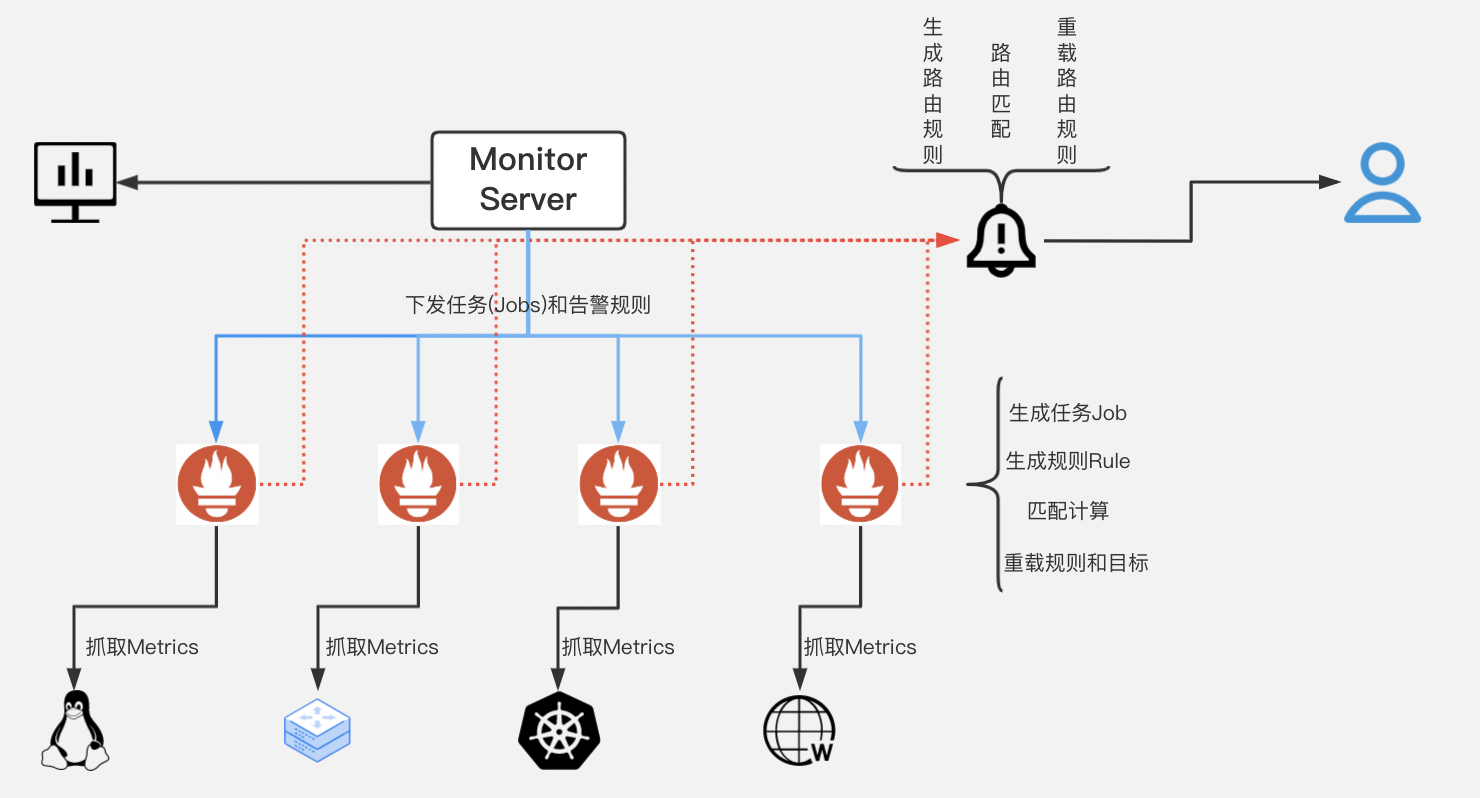 生成路由规则
路由匹配
重载路由规则
Monitor
Server
下发任务(Jobs)和告警规则
生成任务Job
生成规则Rule
匹配计算
重载规则和目标
抓取Metrics
抓取Metrics
抓取Metrics
抓取Metrics
W